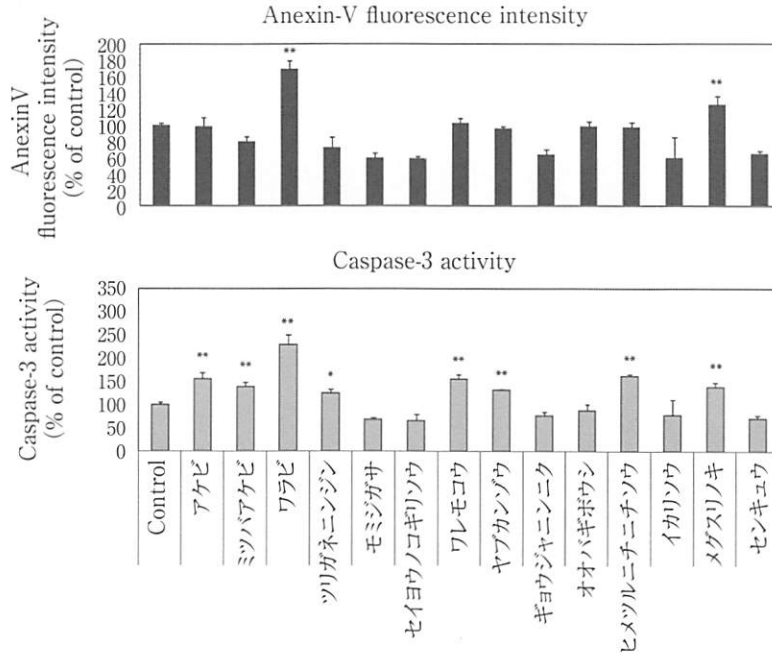 Anexin-V fluorescence intensity
Anexin V
fluorescence intensity
(% of control)
200
180
160
140
120
100
80
60
40
20
0
**
**
Caspase-3 activity
Caspase-3 activity
(% of control)
350
300
250
200
150
100
50
0
**
**
**
*
**
**
**
**
Control
アケビ
ミツバアケビ
ワラビ
ツリガネニンジン
モミジガサ
セイヨウノコギリソウ
ワレモコウ
ヤブカンゾウ
ギョウジャニンニク
オオバギボウシ
ヒメツルニチニチソウ
イカリソウ
メグスリノキ
センキュウ